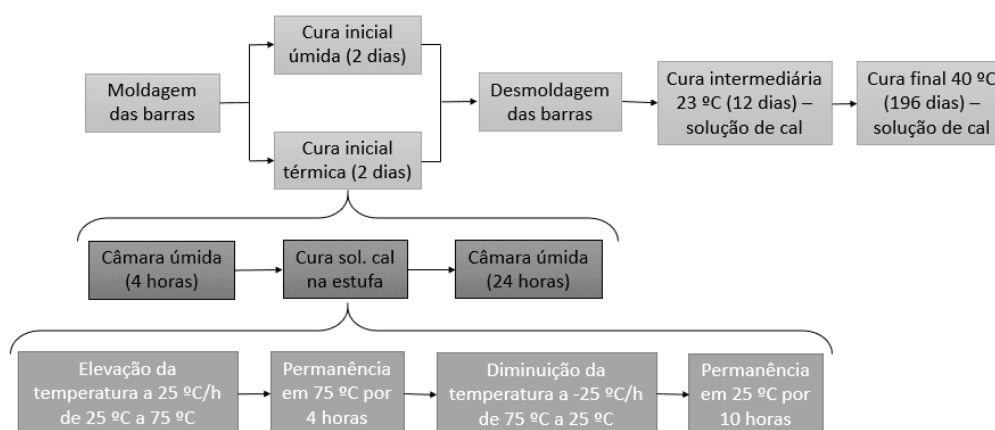 Cura inicial
úmida (2 dias)
Moldagem
das barras
Cura inicial
térmica (2 dias)
Desmoldagem
das barras
Cura intermediária
23 ºC (12 dias) –
solução de cal
Cura final 40 ºC
(196 dias) –
solução de cal
Câmara úmida
(4 horas)
Cura sol. cal
na estufa
Câmara úmida
(24 horas)
Elevação da
temperatura a 25 ºC/h
de 25 ºC a 75 ºC
Permanência
em 75 ºC por
4 horas
Diminuição da
temperatura a -25 ºC/h
de 75 ºC a 25 ºC
Permanência
em 25 ºC por
10 horas